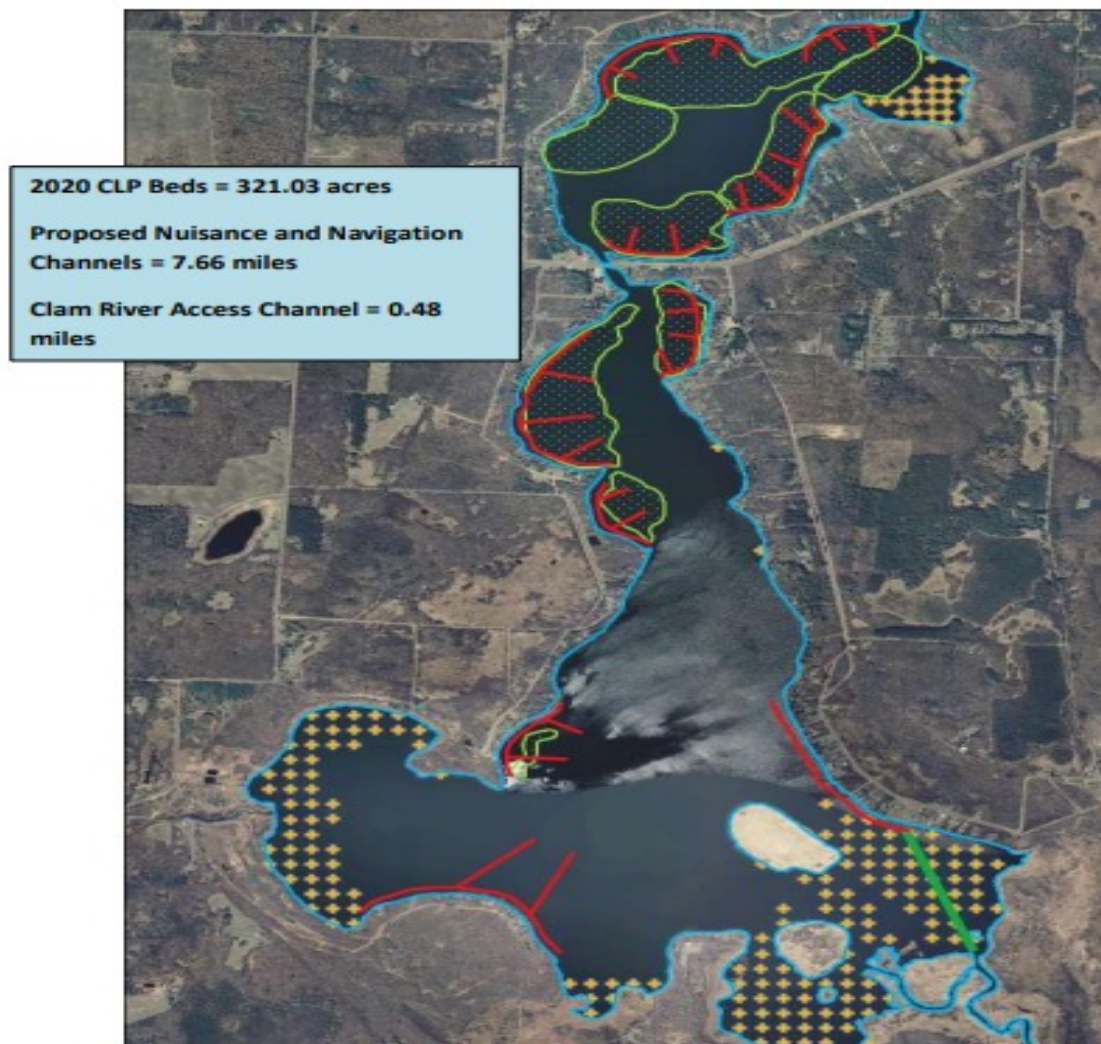 2020 CLP Beds = 321.03 acres
Proposed Nuisance and Navigation
Channels = 7.66 miles
Clam River Access Channel = 0.48
miles